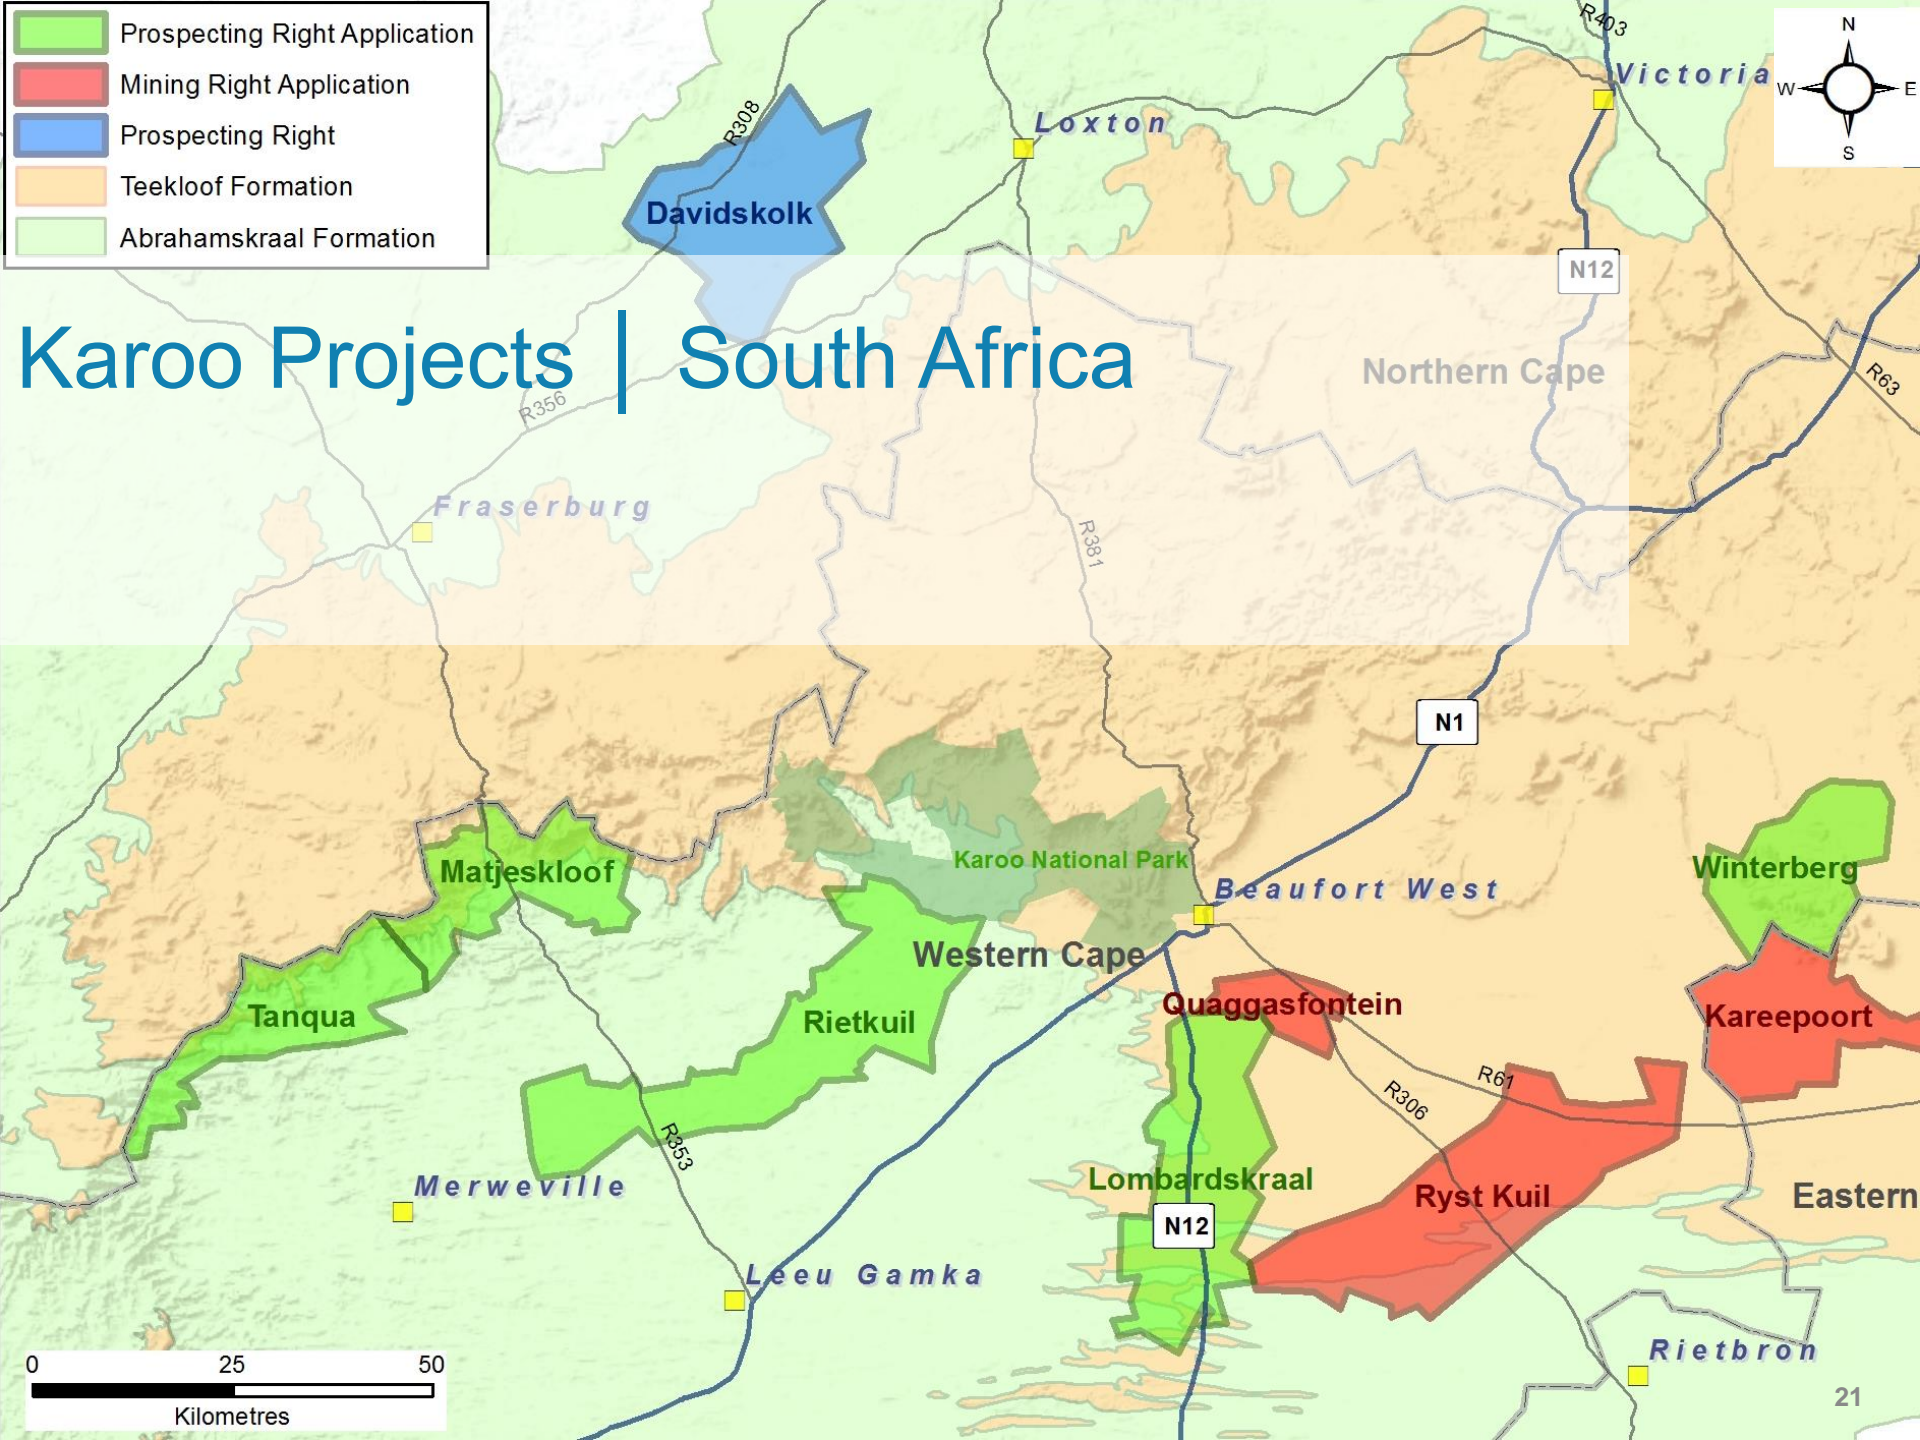 Prospecting Right Application
Mining Right Application
Prospecting Right
Teekloof Formation
Abrahamskraal Formation
R403
Victoria
N
W
E
S
R308
Loxton
Davidskolk
N12
Karoo Projects | South Africa
Northern Cape
R63
R356
Fraserburg
R381
N1
Matjeskloof
Karoo National Park
Winterberg
Beaufort West
Western Cape
Tanqua
Rietkuil
Quaggasfontein
Kareepoort
R61
R306
R353
Merweville
Lombardskraal
Ryst Kuil
Eastern
N12
Leeu Gamka
Rietbron
0 25 50
Kilometres
21